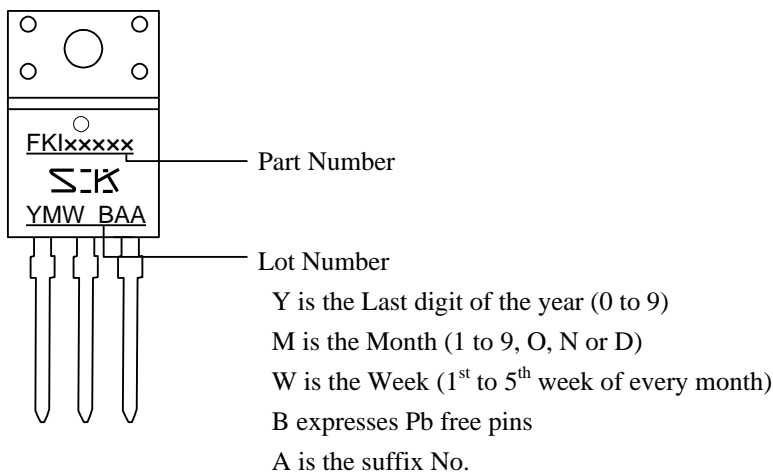 FKI×××××
Part Number
SK
YMW BAA
Lot Number
Y is the Last digit of the year (0 to 9)
M is the Month (1 to 9, O, N or D)
W is the Week (1st to 5th week of every month)
B expresses Pb free pins
A is the suffix No.